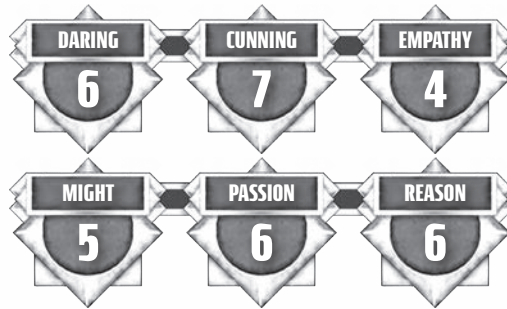 DARING CUNNING EMPATHY
6 7 4
MIGHT PASSION REASON
5 6 6